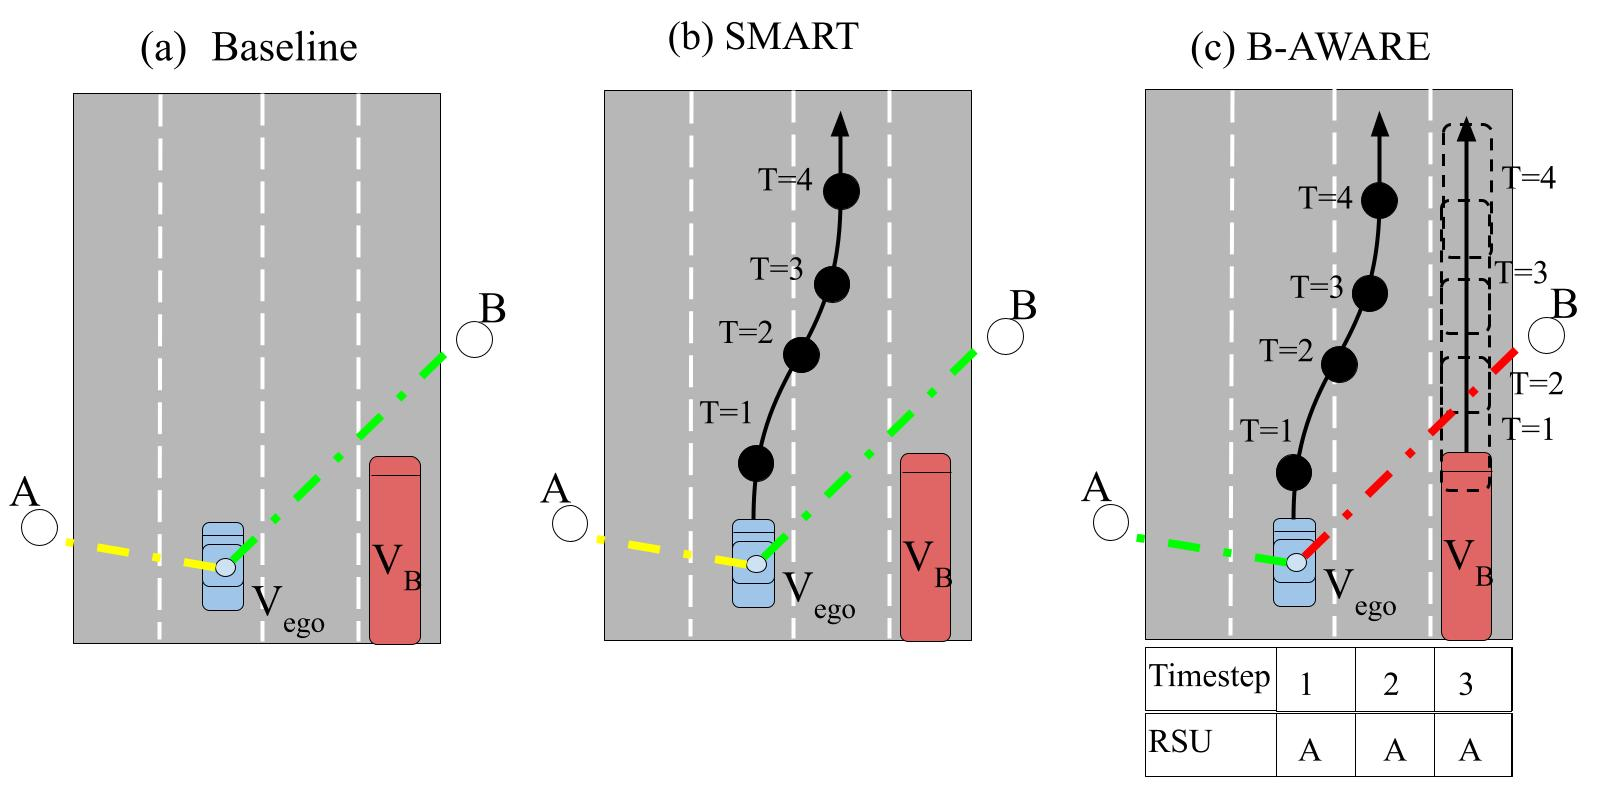 (a) Baseline
A
B
V_ego
V_B
(b) SMART
T=4
T=3
T=2
T=1
A
B
V_ego
V_B
(c) B-AWARE
T=4
T=3
T=2
T=1
T=4
T=3
T=2
T=1
A
B
V_ego
V_B
Timestep 1 2 3
RSU A A A